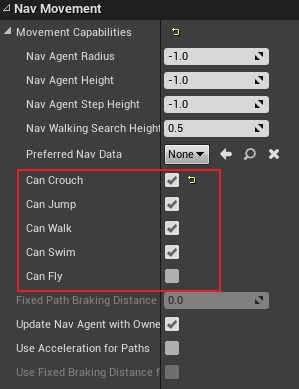 Nav Movement
Movement Capabilities
Nav Agent Radius -1.0
Nav Agent Height -1.0
Nav Agent Step Height -1.0
Nav Walking Search Height 0.5
Preferred Nav Data None
Can Crouch
Can Jump
Can Walk
Can Swim
Can Fly
Fixed Path Braking Distance 0.0
Update Nav Agent with Owne
Use Acceleration for Paths
Use Fixed Braking Distance f